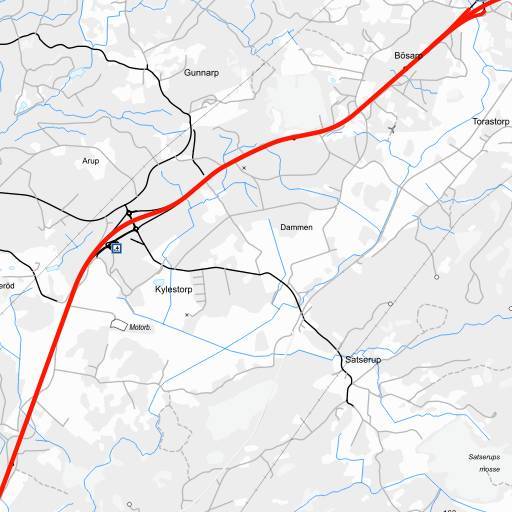 Bösarp
Gunnarp
Torastorp
Arup
Dammen
Kylestorp
Motorb.
Satserup
Satserups
mosse